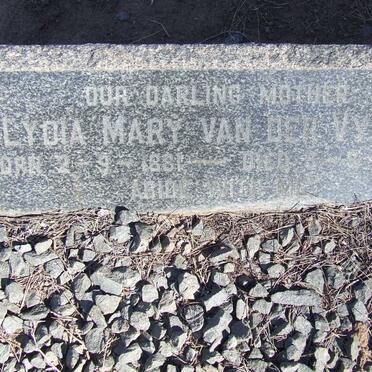 OUR DARLING MOTHER
LYDIA MARY VAN DER
BORN 2-9-1881 — DIED
ABIDE WITH ME